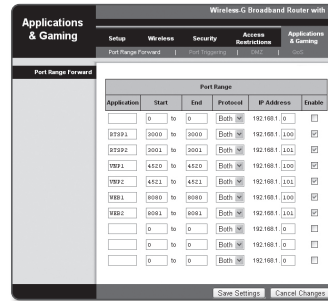 Wireless-G Broadband Router with
Applications
& Gaming
Setup Wireless Security Access Restrictions Applications & Gaming
Port Range Forward | Port Triggering | DMZ | QoS
Port Range Forward
Port Range
Application Start End Protocol IP Address Enable
0 to 0 Both 192.168.1. 0
RTSP1 3000 to 3000 Both 192.168.1. 100
RTSP2 3001 to 3001 Both 192.168.1. 101
VNP1 4520 to 4520 Both 192.168.1. 100
VNP2 4521 to 4521 Both 192.168.1. 101
WEB1 8080 to 8080 Both 192.168.1. 100
WEB2 8081 to 8081 Both 192.168.1. 101
0 to 0 Both 192.168.1. 0
0 to 0 Both 192.168.1. 0
0 to 0 Both 192.168.1. 0
Save Settings Cancel Changes